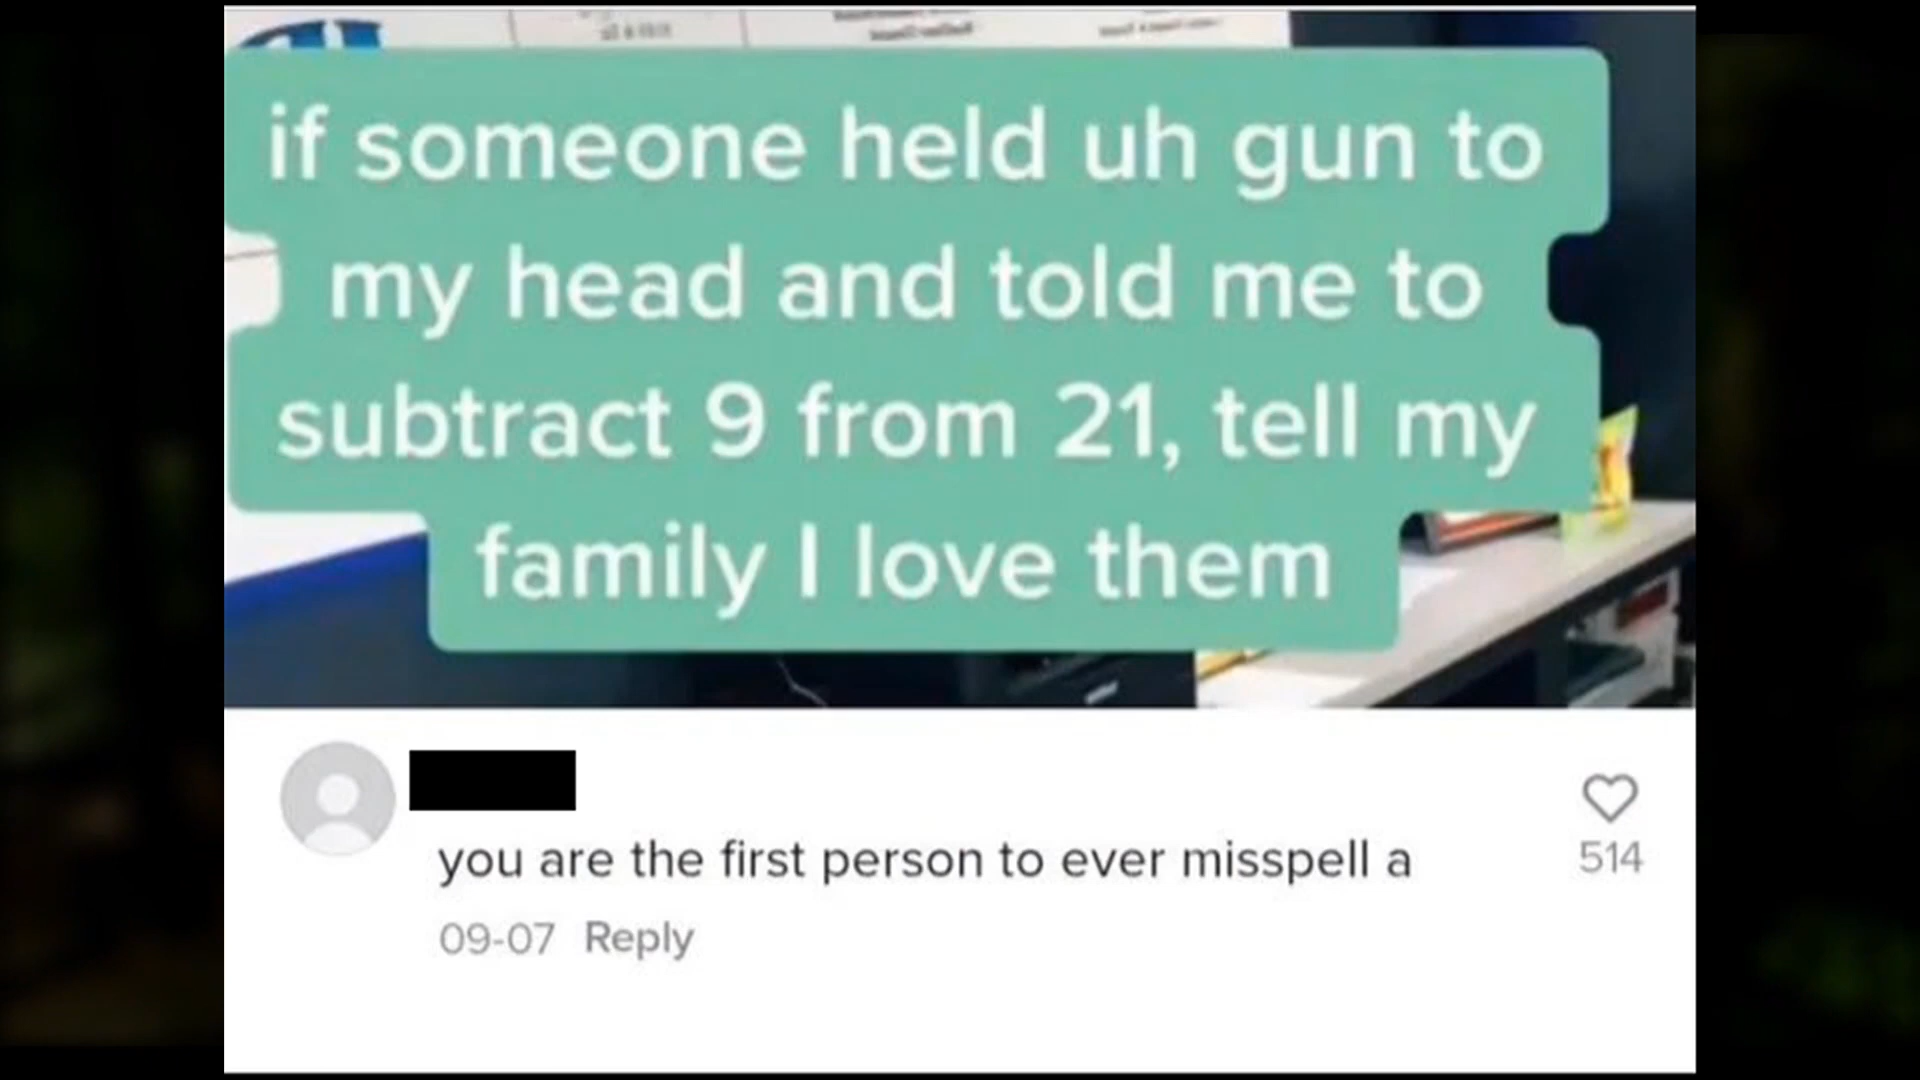 if someone held uh gun to
my head and told me to
subtract 9 from 21, tell my
family I love them
you are the first person to ever misspell a
514
09-07 Reply